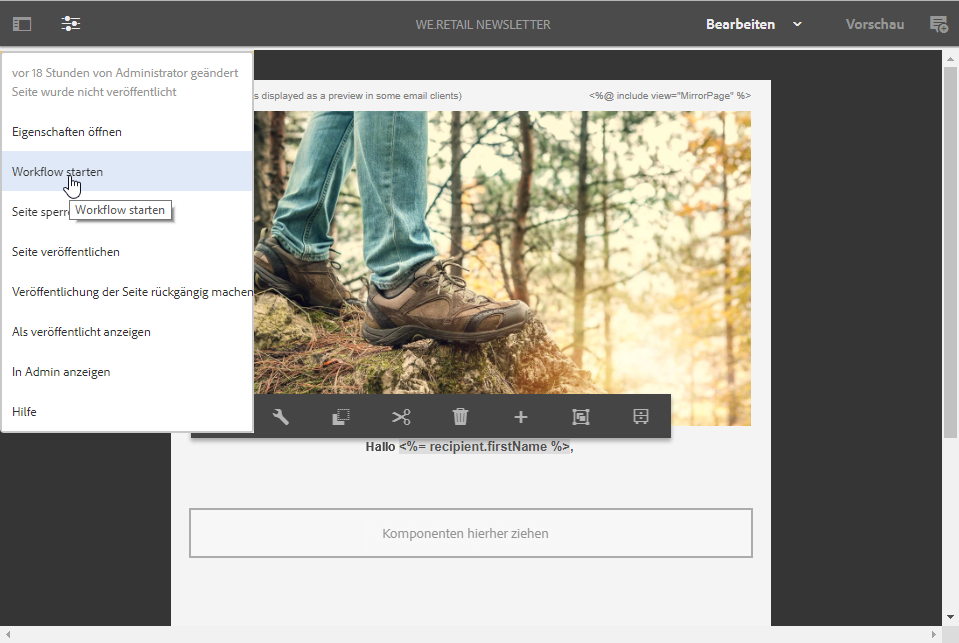 WE.RETAIL NEWSLETTER
Bearbeiten
Vorschau
vor 18 Stunden von Administrator geändert
Seite wurde nicht veröffentlicht
Eigenschaften öffnen
Workflow starten
Seite
Workflow starten
Seite veröffentlichen
Veröffentlichung der Seite rückgängig machen
Als veröffentlicht anzeigen
In Admin anzeigen
Hilfe
s displayed as a preview in some email clients)
<%@ include view="MirrorPage" %>
Hallo <%= recipient.firstName %>,
Komponenten hierher ziehen